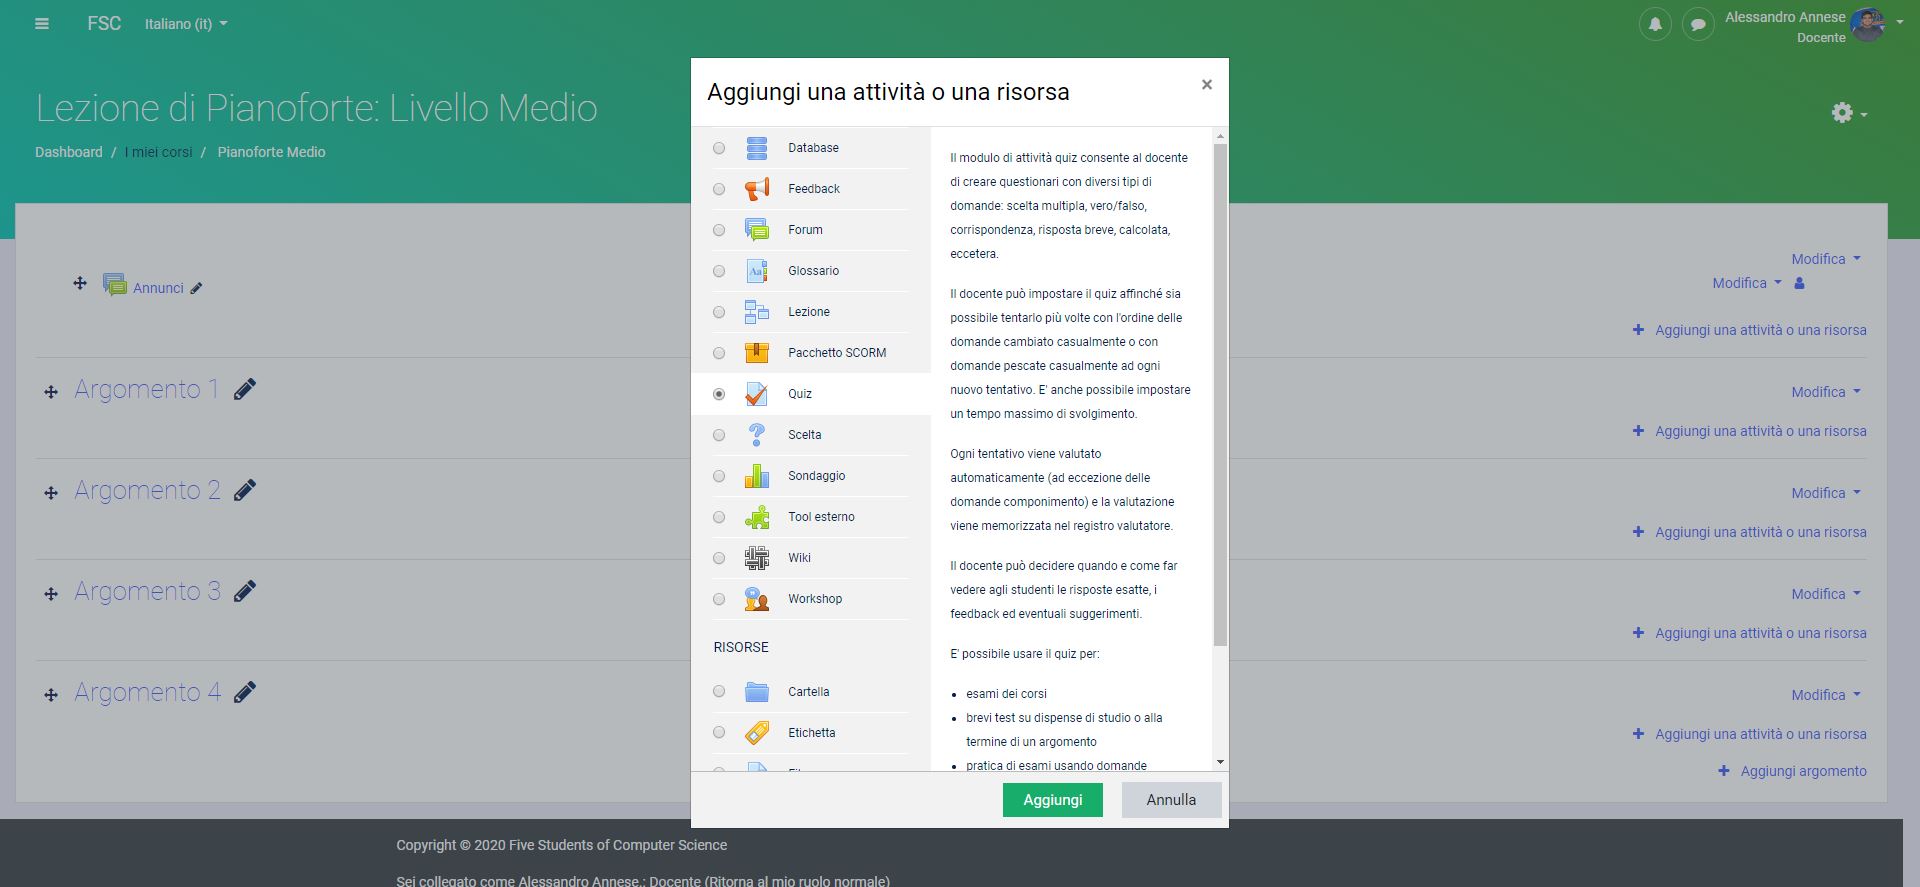 FSC
Italiano (it)
Alessandro Annese
Docente
Lezione di Pianoforte: Livello Medio
Dashboard / I miei corsi / Pianoforte Medio
Aggiungi una attività o una risorsa
×
Database
Feedback
Forum
Glossario
Lezione
Pacchetto SCORM
Quiz
Scelta
Sondaggio
Tool esterno
Wiki
Workshop
RISORSE
Cartella
Etichetta
Il modulo di attività quiz consente al docente
di creare questionari con diversi tipi di
domande: scelta multipla, vero/falso,
corrispondenza, risposta breve, calcolata,
eccetera.
Il docente può impostare il quiz affinché sia
possibile tentarlo più volte con l'ordine delle
domande cambiato casualmente o con
domande pescate casualmente ad ogni
nuovo tentativo. E' anche possibile impostare
un tempo massimo di svolgimento.
Ogni tentativo viene valutato
automaticamente (ad eccezione delle
domande componimento) e la valutazione
viene memorizzata nel registro valutatore.
Il docente può decidere quando e come far
vedere agli studenti le risposte esatte, i
feedback ed eventuali suggerimenti.
E' possibile usare il quiz per:
• esami dei corsi
• brevi test su dispense di studio o alla
termine di un argomento
• pratica di esami usando domande
Aggiungi
Annulla
Annunci
Modifica
Modifica
Aggiungi una attività o una risorsa
Argomento 1
Modifica
Aggiungi una attività o una risorsa
Argomento 2
Modifica
Aggiungi una attività o una risorsa
Argomento 3
Modifica
Aggiungi una attività o una risorsa
Argomento 4
Modifica
Aggiungi una attività o una risorsa
Aggiungi argomento
Copyright © 2020 Five Students of Computer Science
Sei collegato come Alessandro Annese.: Docente (Ritorna al mio ruolo normale)